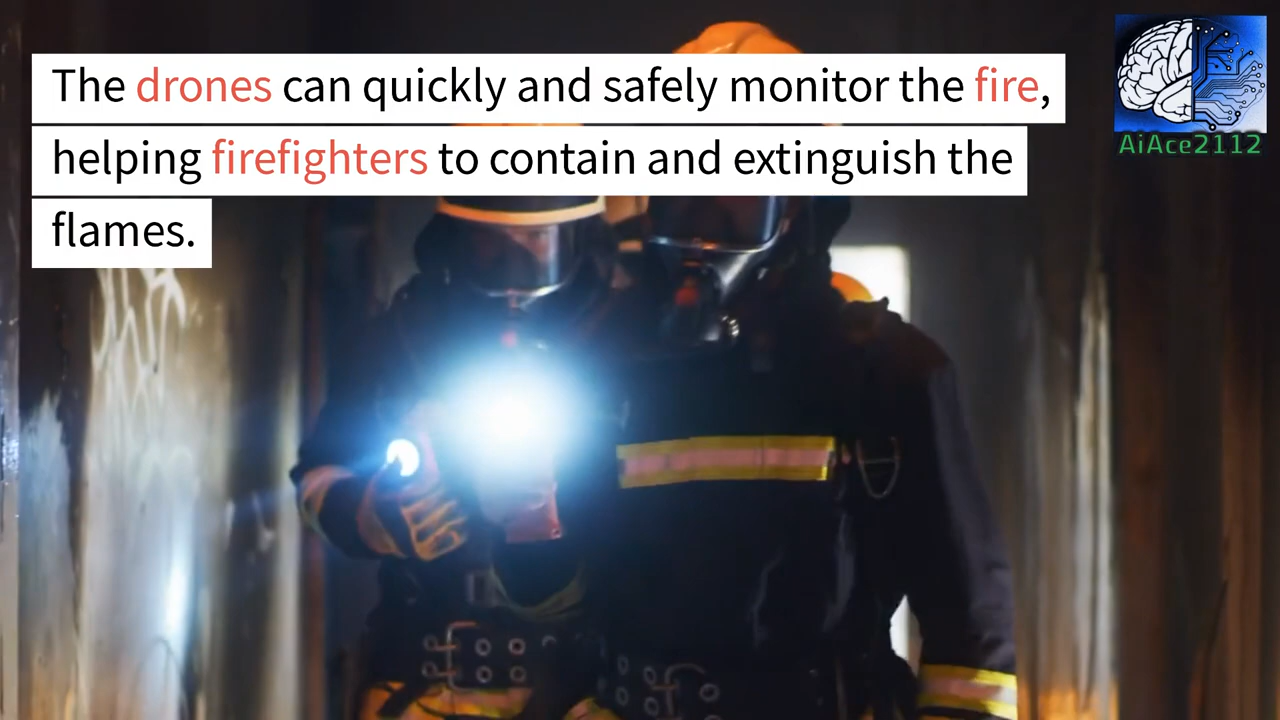 The drones can quickly and safely monitor the fire,
helping firefighters to contain and extinguish the
flames.
AiAce2112